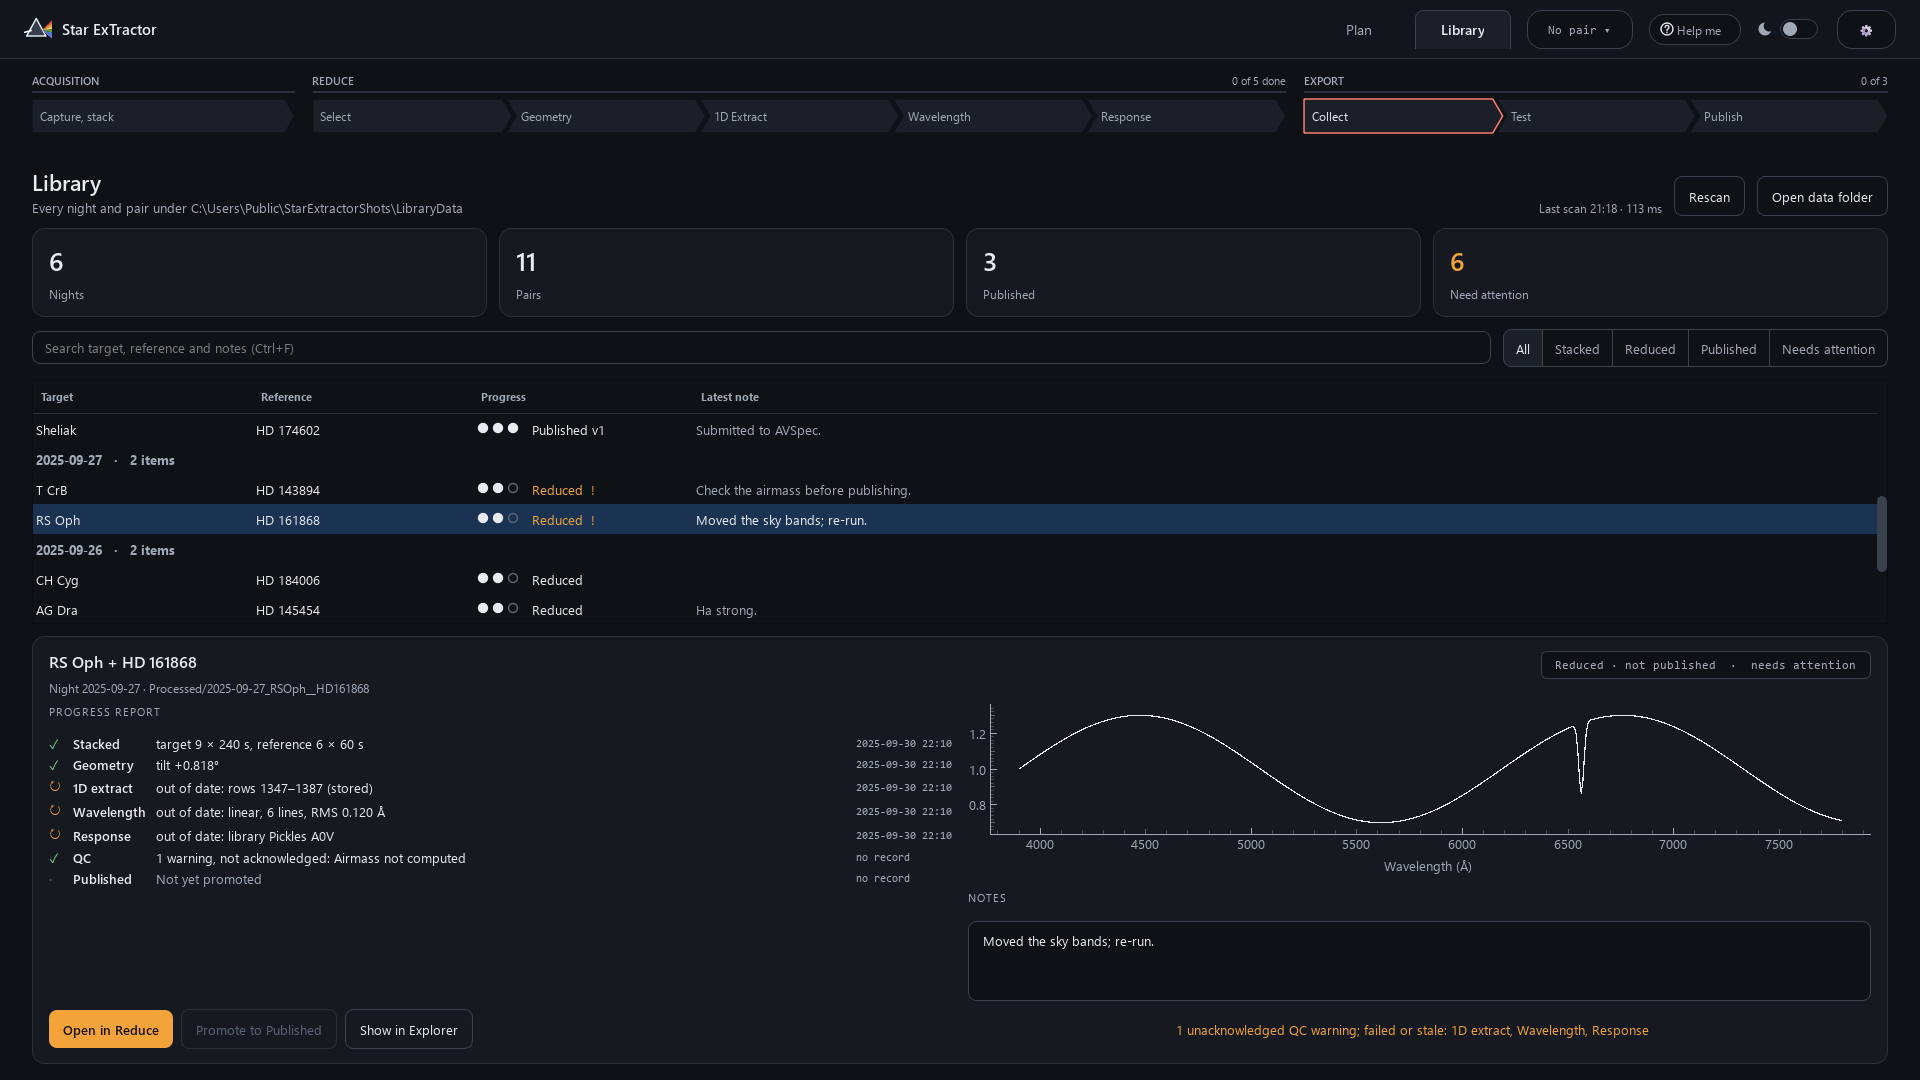 Star ExTractor
Plan
Library
No pair ▾
Help me
ACQUISITION
REDUCE
0 of 5 done
EXPORT
0 of 3
Capture, stack
Select
Geometry
1D Extract
Wavelength
Response
Collect
Test
Publish
Library
Every night and pair under C:\Users\Public\StarExtractorShots\LibraryData
Last scan 21:18 · 113 ms
Rescan
Open data folder
6
Nights
11
Pairs
3
Published
6
Need attention
Search target, reference and notes (Ctrl+F)
All
Stacked
Reduced
Published
Needs attention
Target Reference Progress Latest note
Sheliak HD 174602 Published v1 Submitted to AVSpec.
2025-09-27 · 2 items
T CrB HD 143894 Reduced ! Check the airmass before publishing.
RS Oph HD 161868 Reduced ! Moved the sky bands; re-run.
2025-09-26 · 2 items
CH Cyg HD 184006 Reduced
AG Dra HD 145454 Reduced Ha strong.
RS Oph + HD 161868
Reduced · not published · needs attention
Night 2025-09-27 · Processed/2025-09-27_RSOph__HD161868
PROGRESS REPORT
✓ Stacked target 9 × 240 s, reference 6 × 60 s 2025-09-30 22:10
✓ Geometry tilt +0.818° 2025-09-30 22:10
1D extract out of date: rows 1347–1387 (stored) 2025-09-30 22:10
Wavelength out of date: linear, 6 lines, RMS 0.120 Å 2025-09-30 22:10
Response out of date: library Pickles A0V 2025-09-30 22:10
✓ QC 1 warning, not acknowledged: Airmass not computed no record
· Published Not yet promoted no record
1.2
1.0
0.8
4000 4500 5000 5500 6000 6500 7000 7500
Wavelength (Å)
NOTES
Moved the sky bands; re-run.
Open in Reduce
Promote to Published
Show in Explorer
1 unacknowledged QC warning; failed or stale: 1D extract, Wavelength, Response